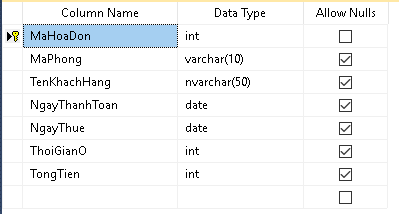 Column Name Data Type Allow Nulls
MaHoaDon int
MaPhong varchar(10)
TenKhachHang nvarchar(50)
NgayThanhToan date
NgayThue date
ThoiGianO int
TongTien int